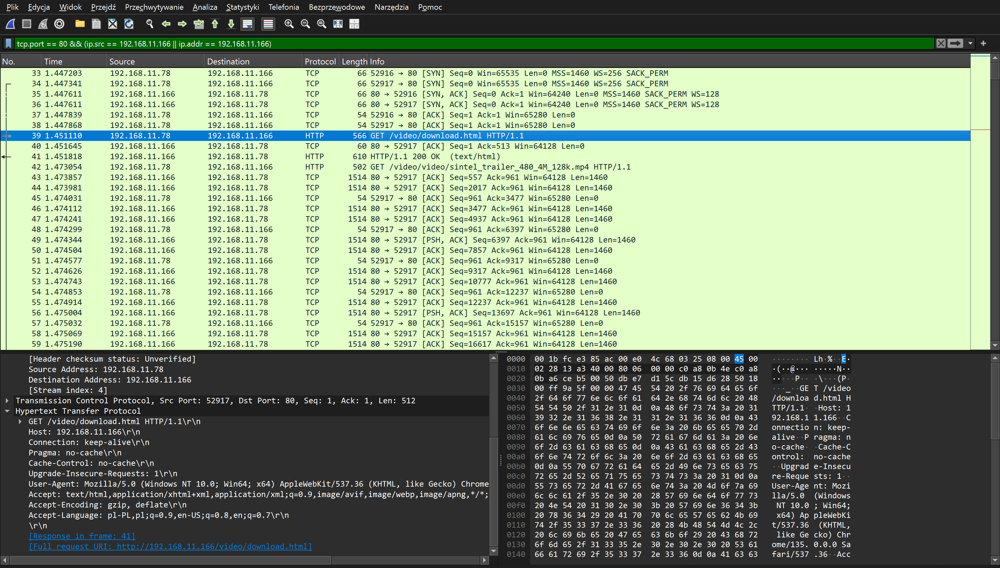 Plik Edycja Widok Przejdź Przechwytywanie Analiza Statystyki Telefonia Bezprzewodowe Narzędzia Pomoc
tcp.port == 80 && (ip.src == 192.168.11.166 || ip.addr == 192.168.11.166)
No. Time Source Destination Protocol Length Info
33 1.447203 192.168.11.78 192.168.11.166 TCP 66 52916 → 80 [SYN] Seq=0 Win=65535 Len=0 MSS=1460 WS=256 SACK_PERM
34 1.447341 192.168.11.78 192.168.11.166 TCP 66 52917 → 80 [SYN] Seq=0 Win=65535 Len=0 MSS=1460 WS=256 SACK_PERM
35 1.447611 192.168.11.166 192.168.11.78 TCP 66 80 → 52916 [SYN, ACK] Seq=0 Ack=1 Win=64240 Len=0 MSS=1460 SACK_PERM WS=128
36 1.447611 192.168.11.166 192.168.11.78 TCP 66 80 → 52917 [SYN, ACK] Seq=0 Ack=1 Win=64240 Len=0 MSS=1460 SACK_PERM WS=128
37 1.447839 192.168.11.78 192.168.11.166 TCP 54 52916 → 80 [ACK] Seq=1 Ack=1 Win=65280 Len=0
38 1.447868 192.168.11.78 192.168.11.166 TCP 54 52917 → 80 [ACK] Seq=1 Ack=1 Win=65280 Len=0
39 1.451110 192.168.11.78 192.168.11.166 HTTP 566 GET /video/download.html HTTP/1.1
40 1.451645 192.168.11.166 192.168.11.78 TCP 60 80 → 52917 [ACK] Seq=1 Ack=513 Win=64128 Len=0
41 1.451818 192.168.11.166 192.168.11.78 HTTP 610 HTTP/1.1 200 OK  (text/html)
42 1.473054 192.168.11.78 192.168.11.166 HTTP 502 GET /video/video/sintel_trailer_480_4M_128k.mp4 HTTP/1.1
43 1.473857 192.168.11.166 192.168.11.78 TCP 1514 80 → 52917 [ACK] Seq=557 Ack=961 Win=64128 Len=1460
44 1.473981 192.168.11.166 192.168.11.78 TCP 1514 80 → 52917 [ACK] Seq=2017 Ack=961 Win=64128 Len=1460
45 1.474031 192.168.11.78 192.168.11.166 TCP 54 52917 → 80 [ACK] Seq=961 Ack=3477 Win=65280 Len=0
46 1.474112 192.168.11.166 192.168.11.78 TCP 1514 80 → 52917 [ACK] Seq=3477 Ack=961 Win=64128 Len=1460
47 1.474241 192.168.11.166 192.168.11.78 TCP 1514 80 → 52917 [ACK] Seq=4937 Ack=961 Win=64128 Len=1460
48 1.474299 192.168.11.78 192.168.11.166 TCP 54 52917 → 80 [ACK] Seq=961 Ack=6397 Win=65280 Len=0
49 1.474344 192.168.11.166 192.168.11.78 TCP 1514 80 → 52917 [PSH, ACK] Seq=6397 Ack=961 Win=64128 Len=1460
50 1.474504 192.168.11.166 192.168.11.78 TCP 1514 80 → 52917 [ACK] Seq=7857 Ack=961 Win=64128 Len=1460
51 1.474577 192.168.11.78 192.168.11.166 TCP 54 52917 → 80 [ACK] Seq=961 Ack=9317 Win=65280 Len=0
52 1.474626 192.168.11.166 192.168.11.78 TCP 1514 80 → 52917 [ACK] Seq=9317 Ack=961 Win=64128 Len=1460
53 1.474743 192.168.11.166 192.168.11.78 TCP 1514 80 → 52917 [ACK] Seq=10777 Ack=961 Win=64128 Len=1460
54 1.474853 192.168.11.78 192.168.11.166 TCP 54 52917 → 80 [ACK] Seq=961 Ack=12237 Win=65280 Len=0
55 1.474914 192.168.11.166 192.168.11.78 TCP 1514 80 → 52917 [ACK] Seq=12237 Ack=961 Win=64128 Len=1460
56 1.475004 192.168.11.166 192.168.11.78 TCP 1514 80 → 52917 [PSH, ACK] Seq=13697 Ack=961 Win=64128 Len=1460
57 1.475032 192.168.11.78 192.168.11.166 TCP 54 52917 → 80 [ACK] Seq=961 Ack=15157 Win=65280 Len=0
58 1.475069 192.168.11.166 192.168.11.78 TCP 1514 80 → 52917 [ACK] Seq=15157 Ack=961 Win=64128 Len=1460
59 1.475190 192.168.11.166 192.168.11.78 TCP 1514 80 → 52917 [ACK] Seq=16617 Ack=961 Win=64128 Len=1460
[Header checksum status: Unverified]
Source Address: 192.168.11.78
Destination Address: 192.168.11.166
[Stream index: 4]
Transmission Control Protocol, Src Port: 52917, Dst Port: 80, Seq: 1, Ack: 1, Len: 512
Hypertext Transfer Protocol
GET /video/download.html HTTP/1.1\r\n
Host: 192.168.11.166\r\n
Connection: keep-alive\r\n
Pragma: no-cache\r\n
Cache-Control: no-cache\r\n
Upgrade-Insecure-Requests: 1\r\n
User-Agent: Mozilla/5.0 (Windows NT 10.0; Win64; x64) AppleWebKit/537.36 (KHTML, like Gecko) Chrome
Accept: text/html,application/xhtml+xml,application/xml;q=0.9,image/avif,image/webp,image/apng,*/*;
Accept-Encoding: gzip, deflate\r\n
Accept-Language: pl-PL,pl;q=0.9,en-US;q=0.8,en;q=0.7\r\n
\r\n
[Response in frame: 41]
[Full request URI: http://192.168.11.166/video/download.html]
0000 00 1b fc e3 85 ac 00 e0 4c 68 03 25 08 00 45 00 ········ Lh·%··E·
0010 02 28 13 a3 40 00 80 06 00 00 c0 a8 0b 4e c0 a8 ·(··@··· ·····N··
0020 0b a6 ce b5 00 50 db e7 d1 5c db 15 d6 28 50 18 ·····P·· ·\···(P·
0030 00 ff 9a 5f 00 00 47 45 54 20 2f 76 69 64 65 6f ···_··GE T /video
0040 2f 64 6f 77 6e 6c 6f 61 64 2e 68 74 6d 6c 20 48 /downloa d.html H
0050 54 54 50 2f 31 2e 31 0d 0a 48 6f 73 74 3a 20 31 TTP/1.1· ·Host: 1
0060 39 32 2e 31 36 38 2e 31 31 2e 31 36 36 0d 0a 43 92.168.1 1.166··C
0070 6f 6e 6e 65 63 74 69 6f 6e 3a 20 6b 65 65 70 2d onnectio n: keep-
0080 61 6c 69 76 65 0d 0a 50 72 61 67 6d 61 3a 20 6e alive··P ragma: n
0090 6f 2d 63 61 63 68 65 0d 0a 43 61 63 68 65 2d 43 o-cache· ·Cache-C
00a0 6f 6e 74 72 6f 6c 3a 20 6e 6f 2d 63 61 63 68 65 ontrol:  no-cache
00b0 0d 0a 55 70 67 72 61 64 65 2d 49 6e 73 65 63 75 ··Upgrad e-Insecu
00c0 72 65 2d 52 65 71 75 65 73 74 73 3a 20 31 0d 0a re-Reque sts: 1··
00d0 55 73 65 72 2d 41 67 65 6e 74 3a 20 4d 6f 7a 69 User-Age nt: Mozi
00e0 6c 6c 61 2f 35 2e 30 20 28 57 69 6e 64 6f 77 73 lla/5.0  (Windows
00f0 20 4e 54 20 31 30 2e 30 3b 20 57 69 6e 36 34 3b  NT 10.0 ; Win64;
0100 20 78 36 34 29 20 41 70 70 6c 65 57 65 62 4b 69  x64) Ap pleWebKi
0110 74 2f 35 33 37 2e 33 36 20 28 4b 48 54 4d 4c 2c t/537.36  (KHTML,
0120 20 6c 69 6b 65 20 47 65 63 6b 6f 29 20 43 68 72  like Ge cko) Chr
0130 6f 6d 65 2f 31 33 35 2e 30 2e 30 2e 30 20 53 61 ome/135. 0.0.0 Sa
0140 66 61 72 69 2f 35 33 37 2e 33 36 0d 0a 41 63 63 fari/537 .36··Acc